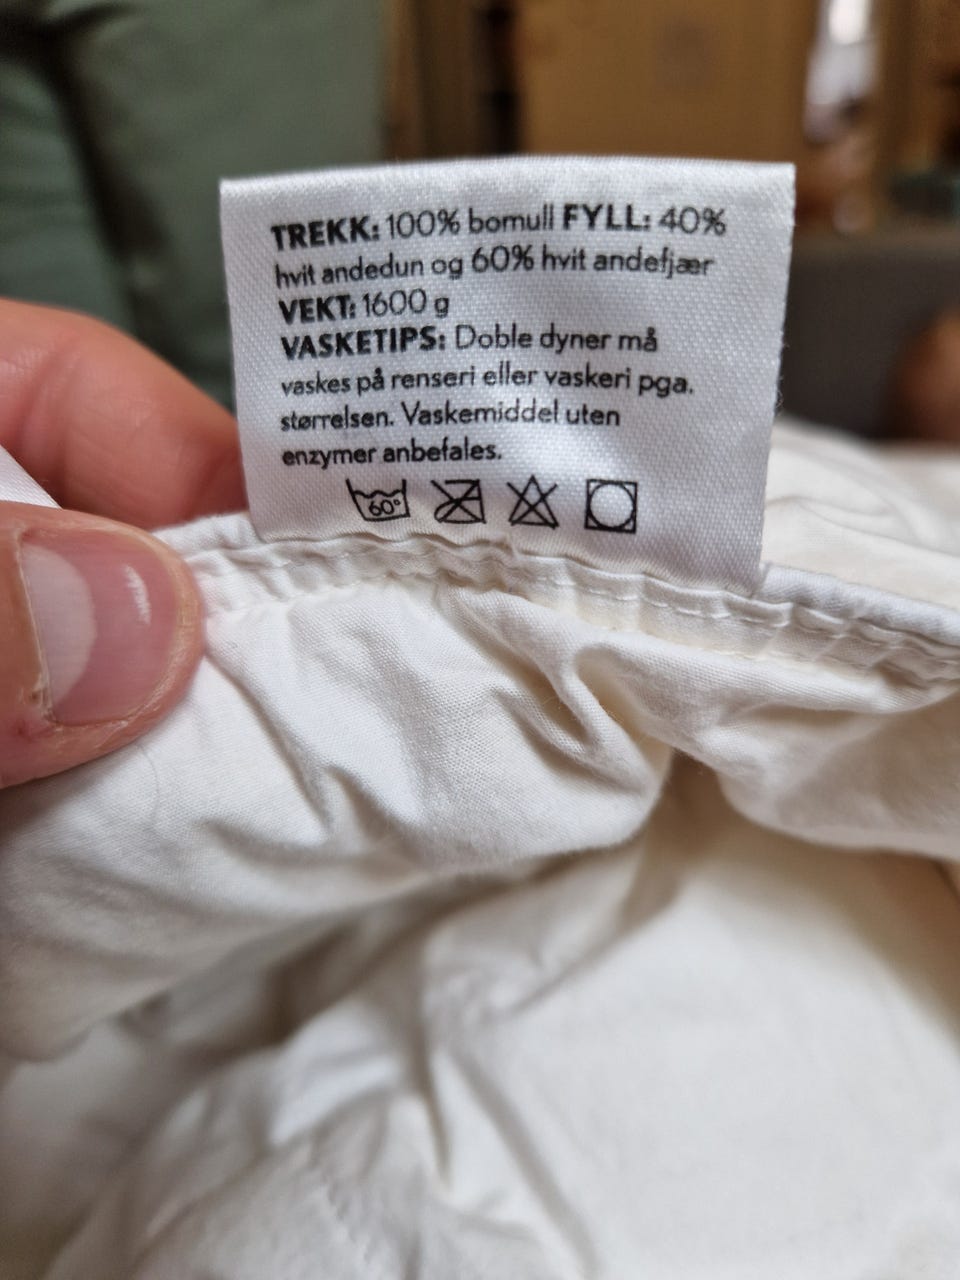 TREKK: 100% bomull FYLL: 40%
hvit andedun og 60% hvit andefjær
VEKT: 1600 g
VASKETIPS: Doble dyner må
vaskes på renseri eller vaskeri pga.
størrelsen. Vaskemiddel uten
enzymer anbefales.
60°